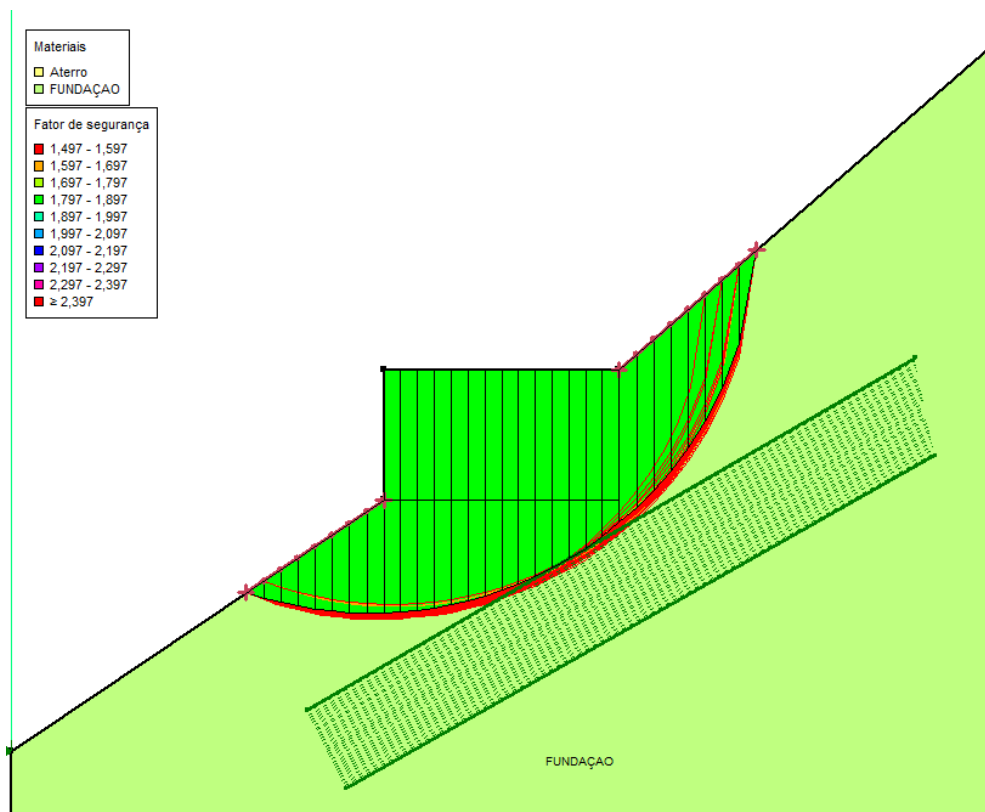 Materiais
Aterro
FUNDAÇAO
Fator de segurança
1,497 - 1,597
1,597 - 1,697
1,697 - 1,797
1,797 - 1,897
1,897 - 1,997
1,997 - 2,097
2,097 - 2,197
2,197 - 2,297
2,297 - 2,397
≥ 2,397
FUNDAÇAO